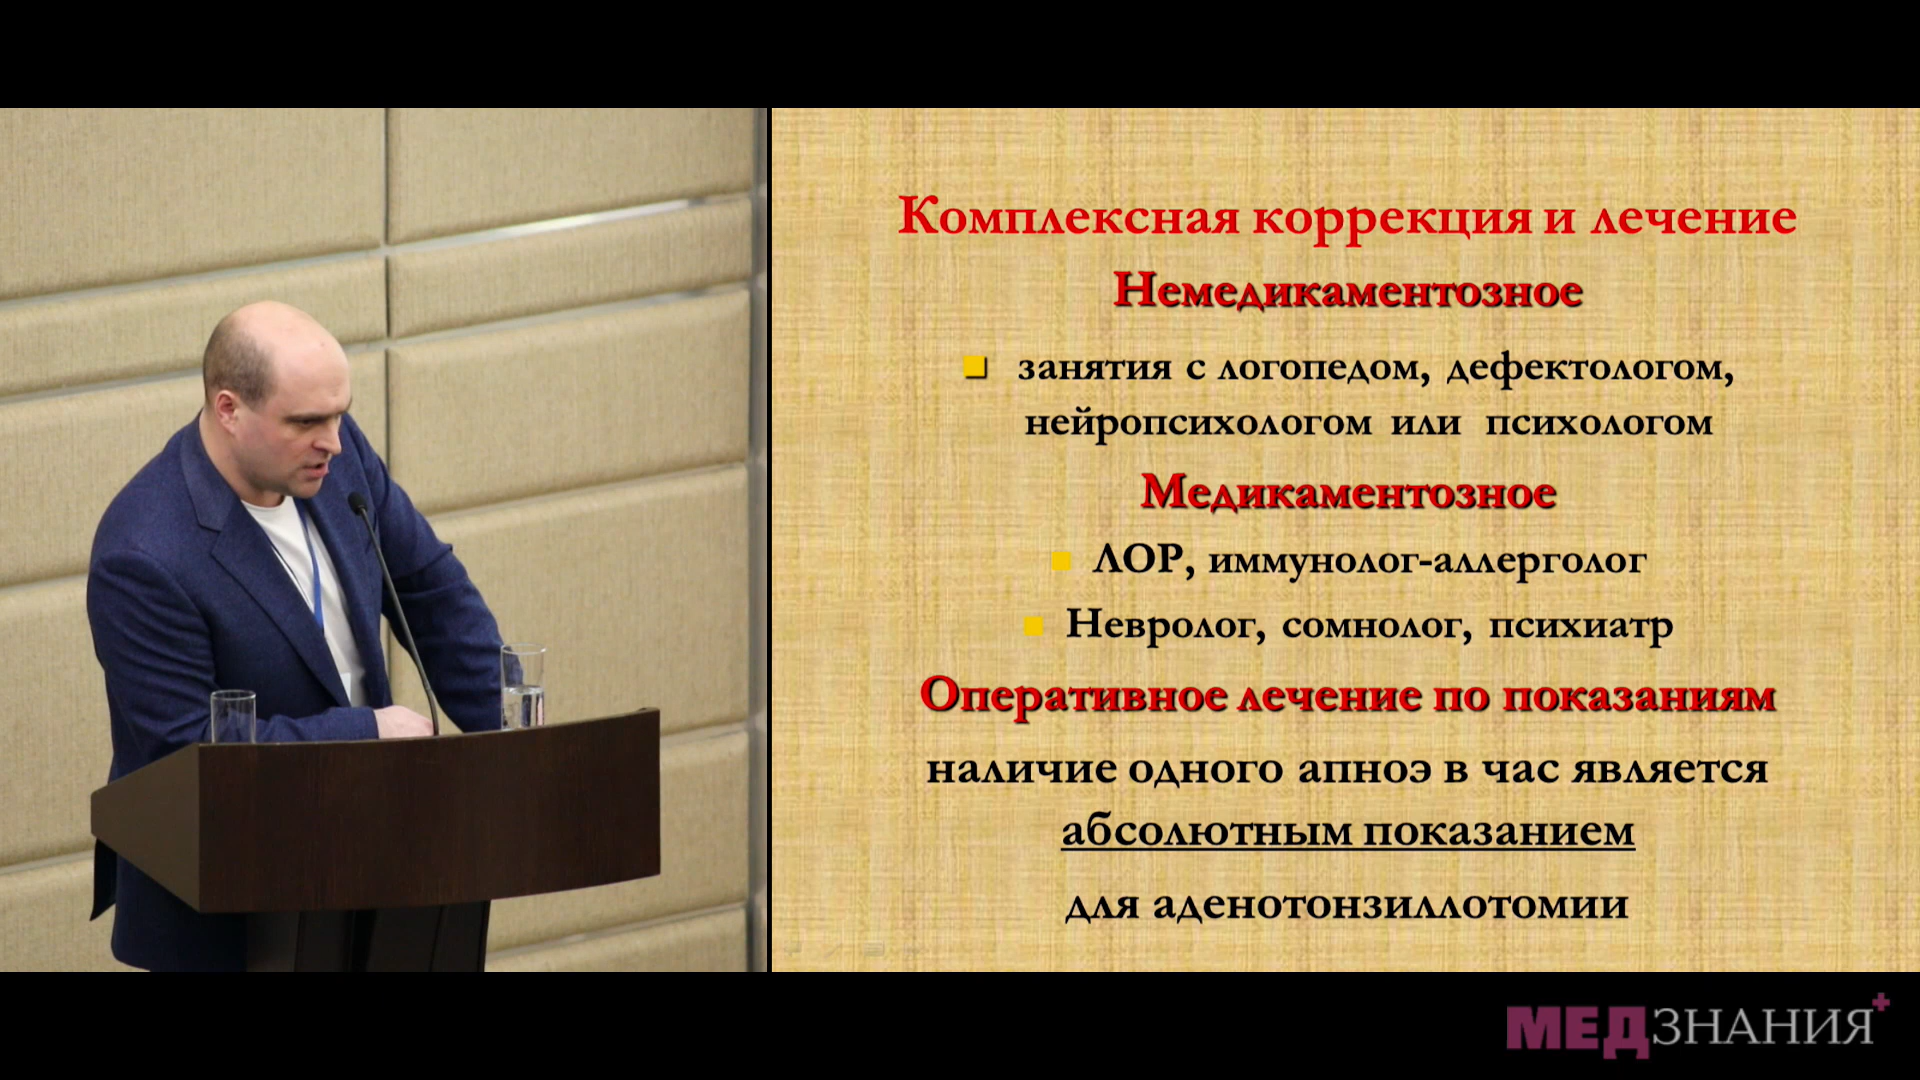 Комплексная коррекция и лечение
Немедикаментозное
занятия с логопедом, дефектологом,
нейропсихологом или психологом
Медикаментозное
ЛОР, иммунолог-аллерголог
Невролог, сомнолог, психиатр
Оперативное лечение по показаниям
наличие одного апноэ в час является
абсолютным показанием
для аденотонзиллотомии
МЕДЗНАНИЯ+